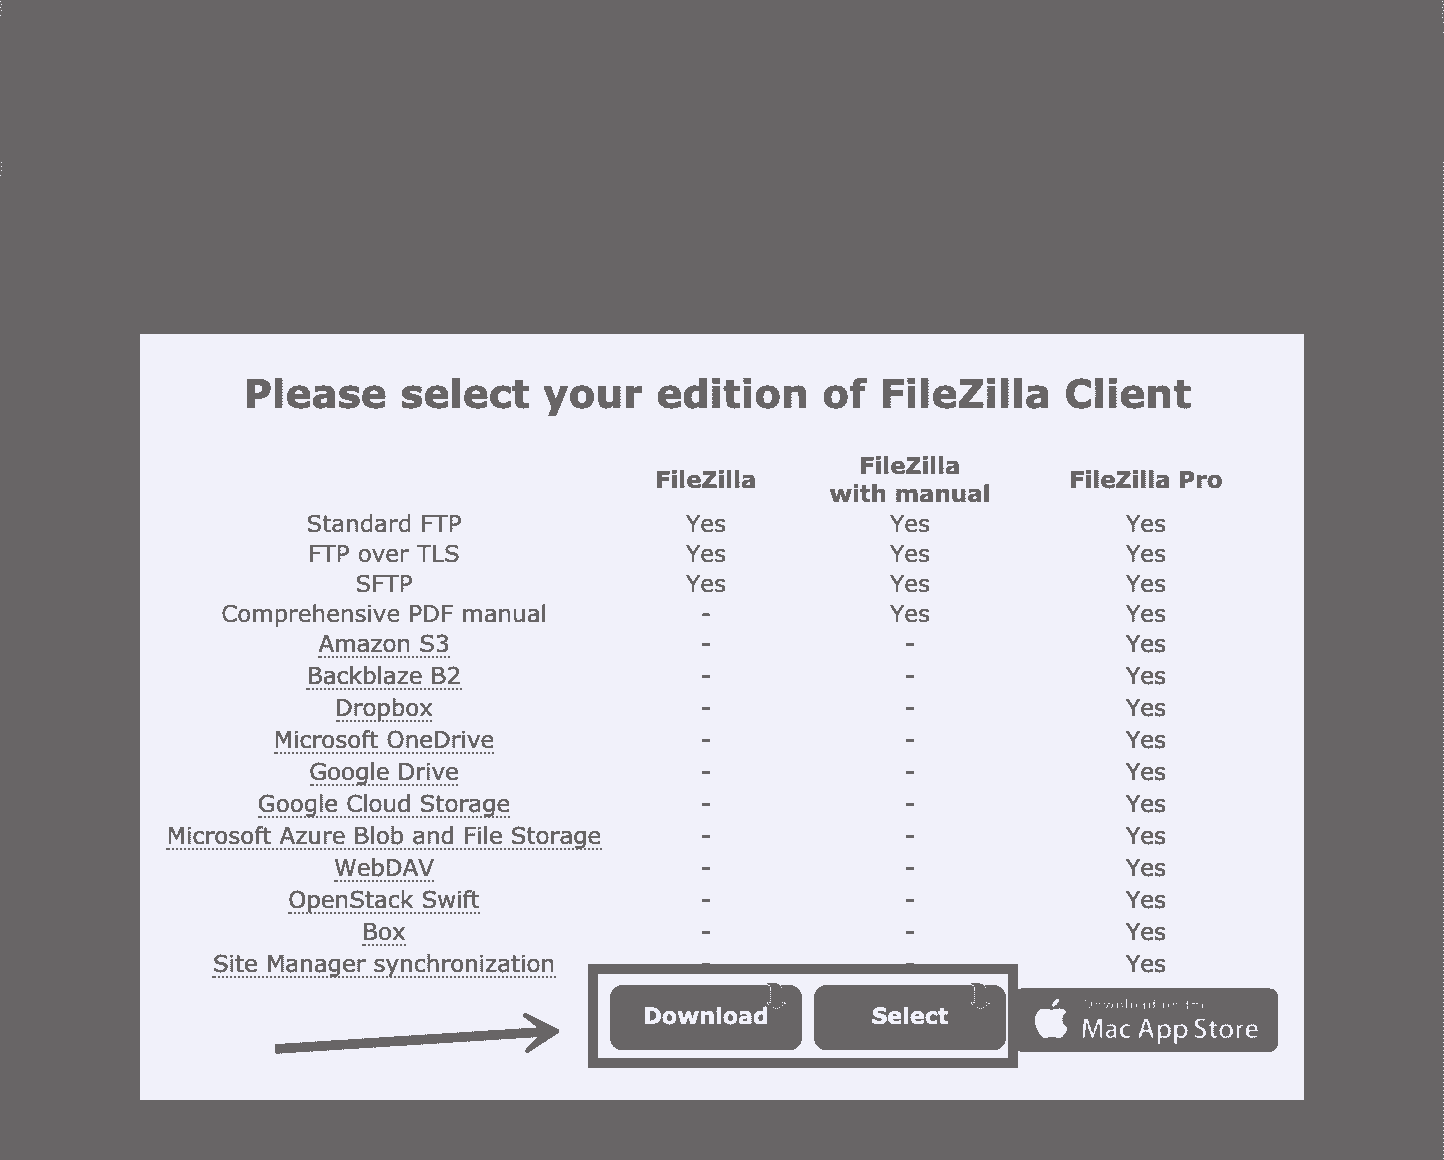 Please select your edition of FileZilla Client
FileZilla FileZilla with manual FileZilla Pro
Standard FTP Yes Yes Yes
FTP over TLS Yes Yes Yes
SFTP Yes Yes Yes
Comprehensive PDF manual - Yes Yes
Amazon S3 - - Yes
Backblaze B2 - - Yes
Dropbox - - Yes
Microsoft OneDrive - - Yes
Google Drive - - Yes
Google Cloud Storage - - Yes
Microsoft Azure Blob and File Storage - - Yes
WebDAV - - Yes
OpenStack Swift - - Yes
Box - - Yes
Site Manager synchronization - - Yes
Download Select Mac App Store